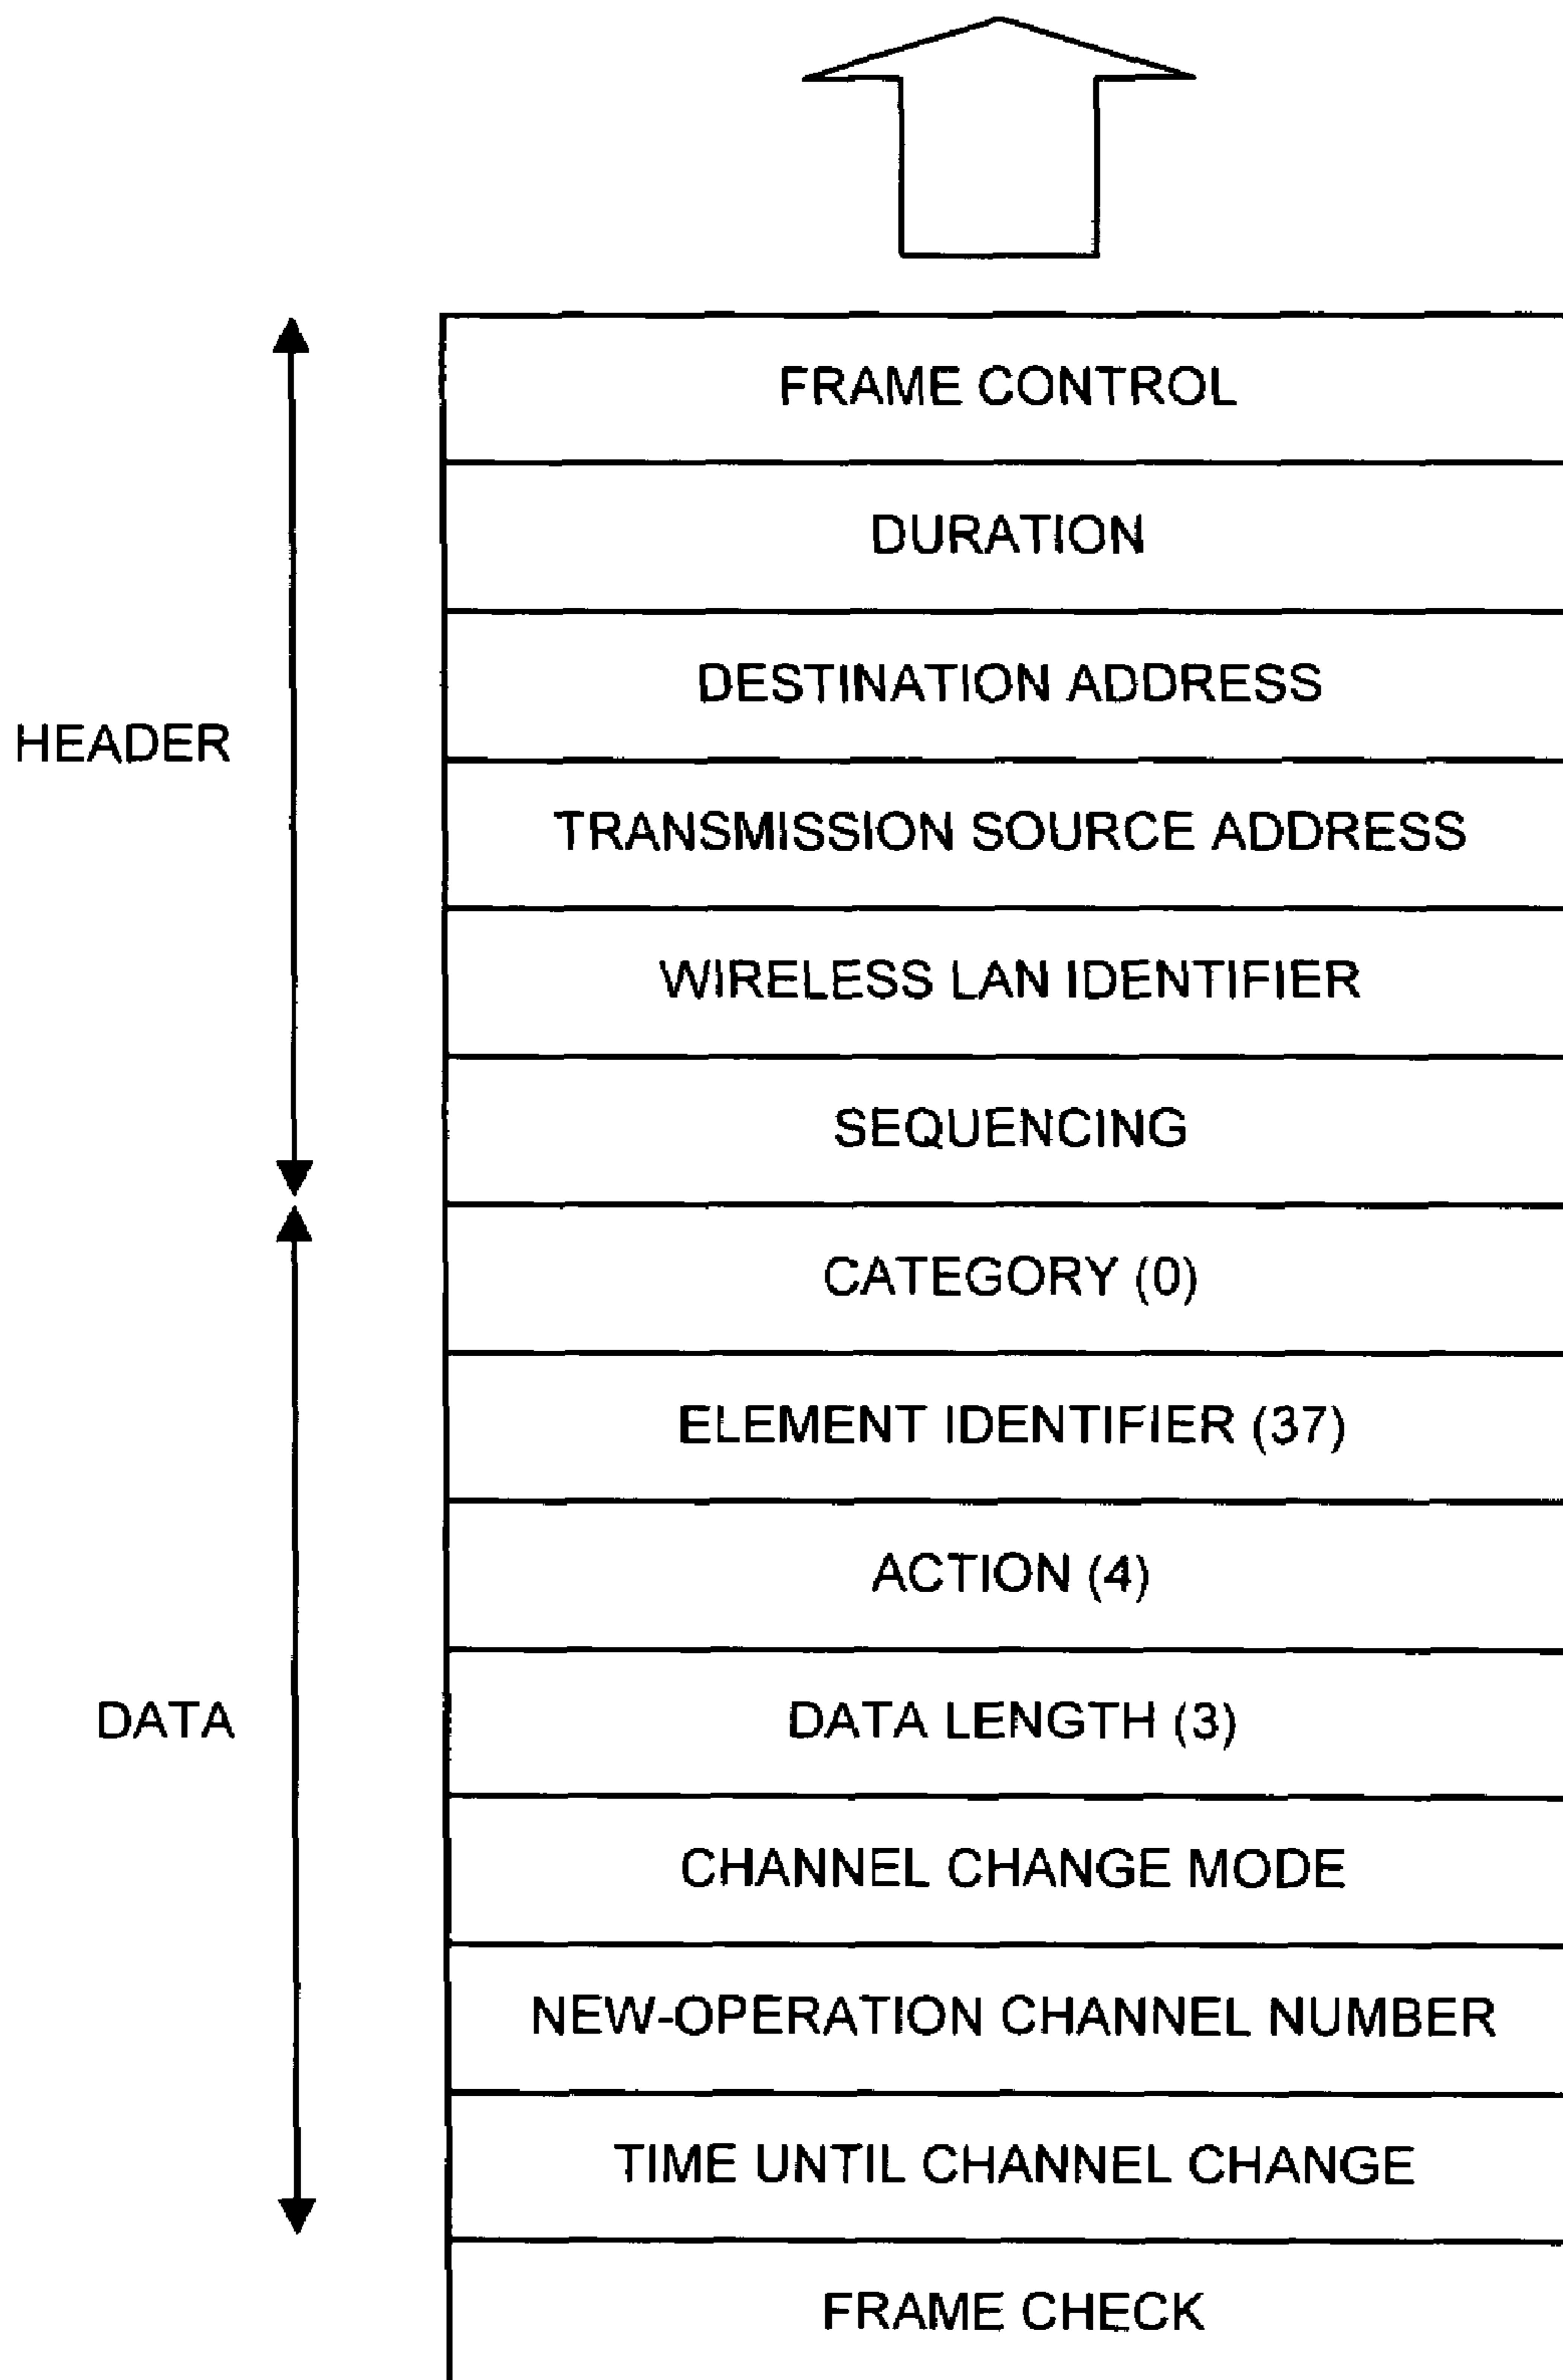 FRAME CONTROL
DURATION
DESTINATION ADDRESS
HEADER
TRANSMISSION SOURCE ADDRESS
WIRELESS LAN IDENTIFIER
SEQUENCING
CATEGORY (0)
ELEMENT IDENTIFIER (37)
ACTION (4)
DATA
DATA LENGTH (3)
CHANNEL CHANGE MODE
NEW-OPERATION CHANNEL NUMBER
TIME UNTIL CHANNEL CHANGE
FRAME CHECK